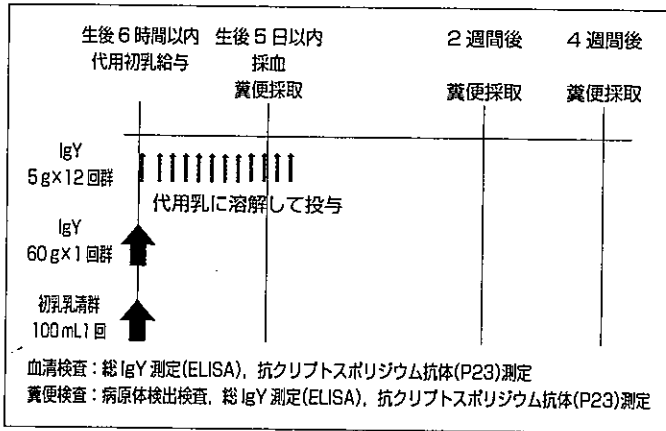 生後6時間以内 生後5日以内 2週間後 4週間後
代用初乳給与 採血
糞便採取 糞便採取 糞便採取
IgY
5g×12回群
代用乳に溶解して投与
IgY
60g×1回群
初乳乳清群
100mL1回
血清検査:総IgY測定(ELISA),抗クリプトスポリジウム抗体(P23)測定
糞便検査:病原体検出検査,総IgY測定(ELISA),抗クリプトスポリジウム抗体(P23)測定